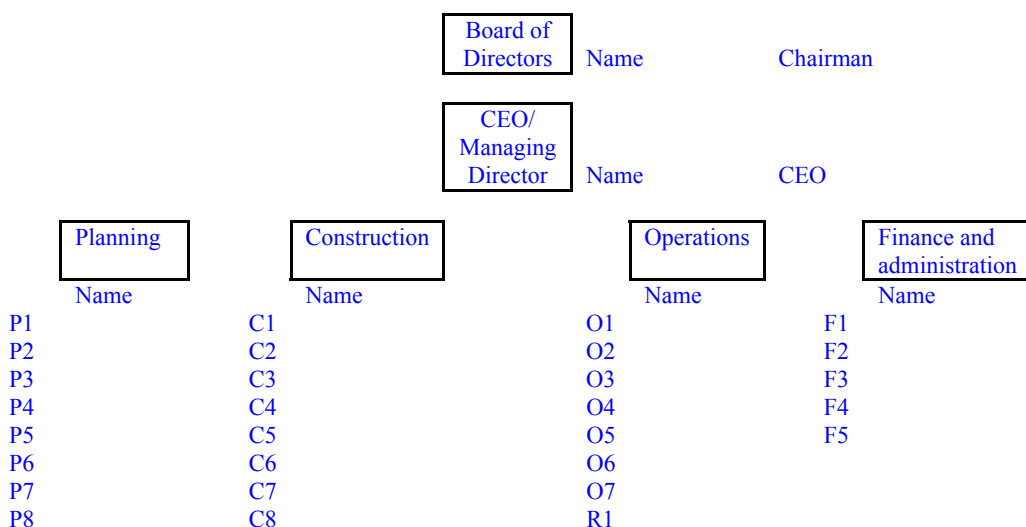 Board of
Directors Name Chairman
CEO/
Managing
Director Name CEO
Planning Construction Operations Finance and
administration
Name Name Name Name
P1 C1 O1 F1
P2 C2 O2 F2
P3 C3 O3 F3
P4 C4 O4 F4
P5 C5 O5 F5
P6 C6 O6
P7 C7 O7
P8 C8 R1